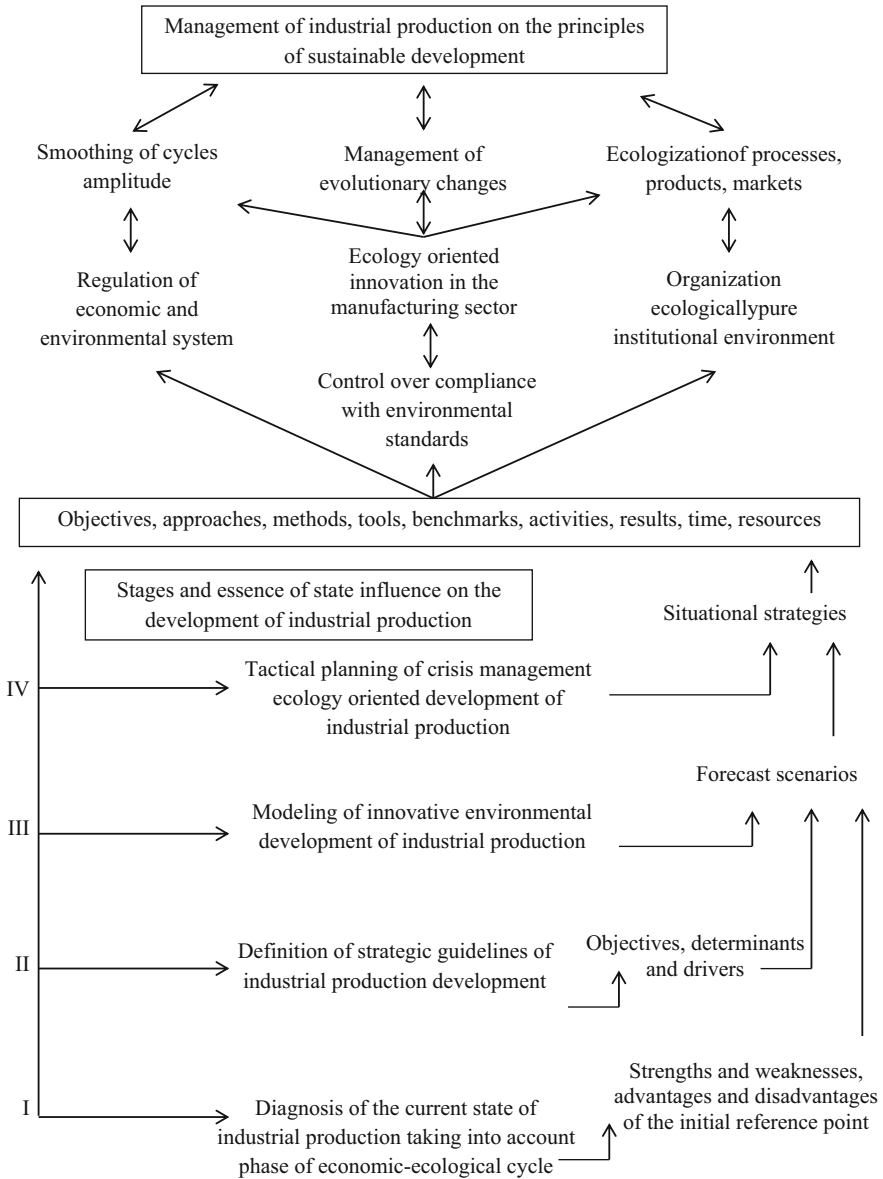 Management of industrial production on the principles
of sustainable development
Smoothing of cycles
amplitude
Management of
evolutionary changes
Ecologizationof processes,
products, markets
Regulation of
economic and
environmental system
Ecology oriented
innovation in the
manufacturing sector
Organization
ecologicallypure
institutional environment
Control over compliance
with environmental
standards
Objectives, approaches, methods, tools, benchmarks, activities, results, time, resources
Stages and essence of state influence on the
development of industrial production
Situational strategies
IV
Tactical planning of crisis management
ecology oriented development of
industrial production
Forecast scenarios
III
Modeling of innovative environmental
development of industrial production
II
Definition of strategic guidelines of
industrial production development
Objectives, determinants
and drivers
I
Diagnosis of the current state of
industrial production taking into account
phase of economic-ecological cycle
Strengths and weaknesses,
advantages and disadvantages
of the initial reference point